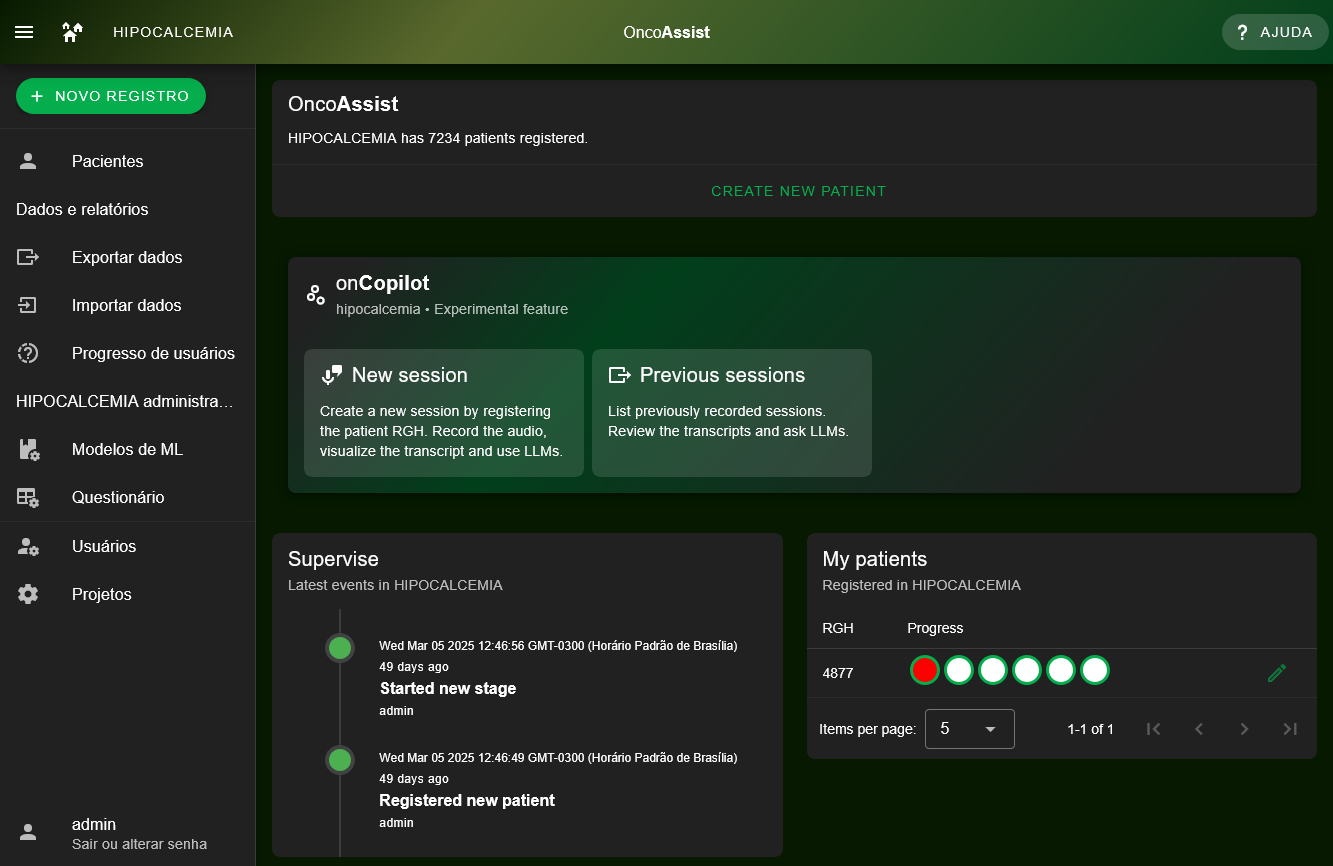 HIPOCALCEMIA
OncoAssist
? AJUDA
+ NOVO REGISTRO
Pacientes
Dados e relatórios
Exportar dados
Importar dados
Progresso de usuários
HIPOCALCEMIA administra…
Modelos de ML
Questionário
Usuários
Projetos
admin
Sair ou alterar senha
OncoAssist
HIPOCALCEMIA has 7234 patients registered.
CREATE NEW PATIENT
onCopilot
hipocalcemia • Experimental feature
New session
Create a new session by registering
the patient RGH. Record the audio,
visualize the transcript and use LLMs.
Previous sessions
List previously recorded sessions.
Review the transcripts and ask LLMs.
Supervise
Latest events in HIPOCALCEMIA
Wed Mar 05 2025 12:46:56 GMT-0300 (Horário Padrão de Brasília)
49 days ago
Started new stage
admin
Wed Mar 05 2025 12:46:49 GMT-0300 (Horário Padrão de Brasília)
49 days ago
Registered new patient
admin
My patients
Registered in HIPOCALCEMIA
RGH Progress
4877
Items per page: 5 1-1 of 1